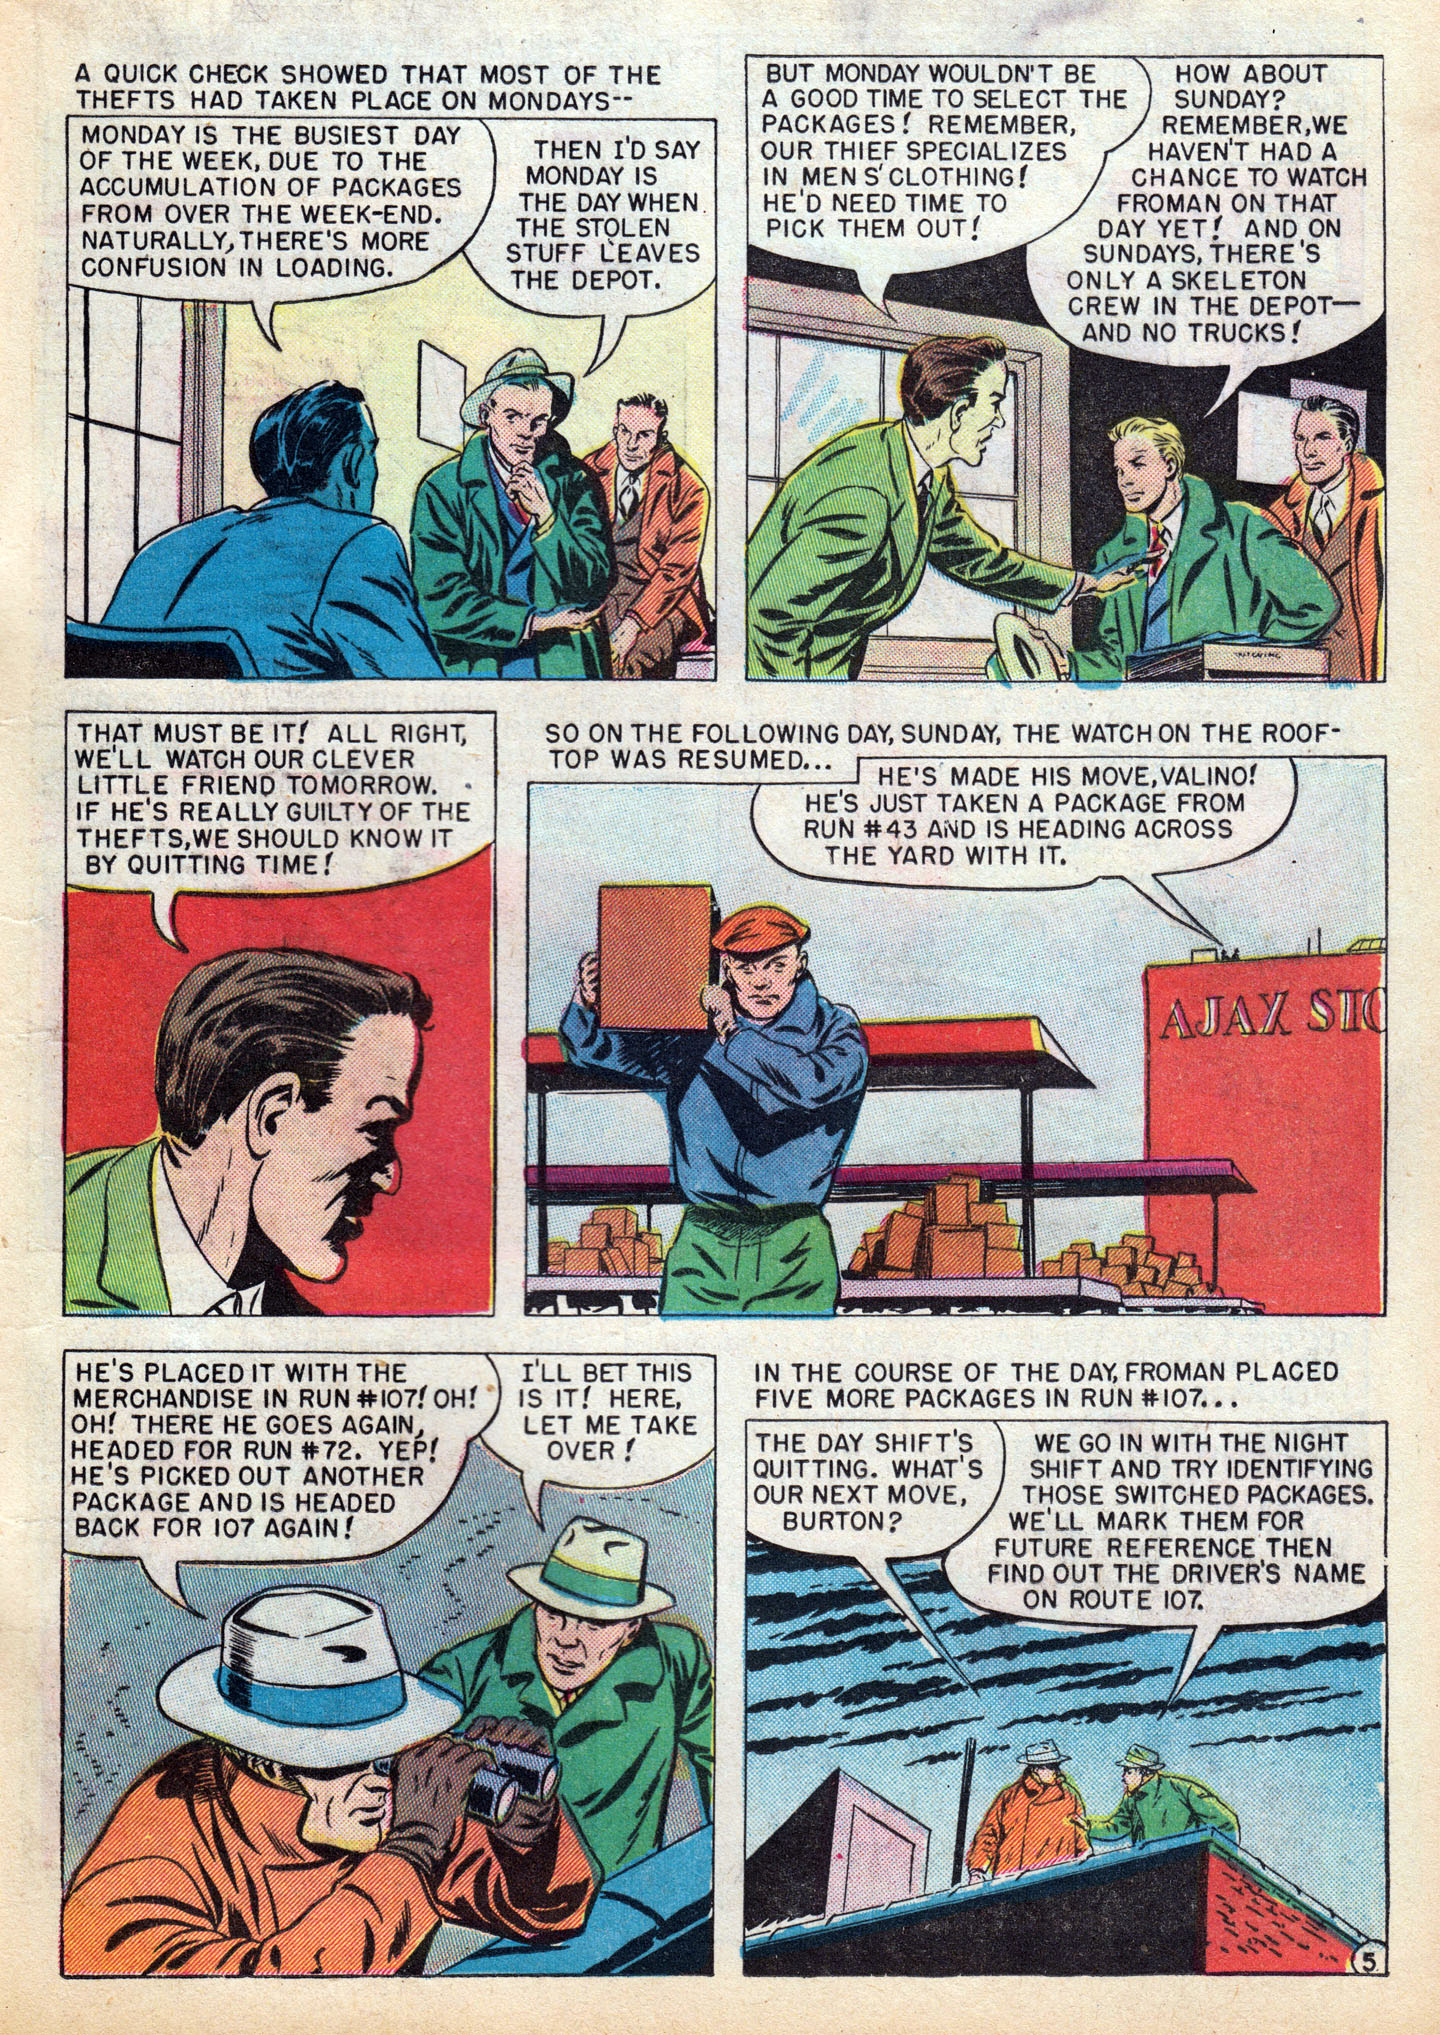 A QUICK CHECK SHOWED THAT MOST OF THE
THEFTS HAD TAKEN PLACE ON MONDAYS--
MONDAY IS THE BUSIEST DAY
OF THE WEEK, DUE TO THE
ACCUMULATION OF PACKAGES
FROM OVER THE WEEK-END.
NATURALLY, THERE'S MORE
CONFUSION IN LOADING.
THEN I'D SAY
MONDAY IS
THE DAY WHEN
THE STOLEN
STUFF LEAVES
THE DEPOT.
BUT MONDAY WOULDN'T BE
A GOOD TIME TO SELECT THE
PACKAGES! REMEMBER,
OUR THIEF SPECIALIZES
IN MEN S' CLOTHING!
HE'D NEED TIME TO
PICK THEM OUT!
HOW ABOUT
SUNDAY?
REMEMBER, WE
HAVEN'T HAD A
CHANCE TO WATCH
FROMAN ON THAT
DAY YET! AND ON
SUNDAYS, THERE'S
ONLY A SKELETON
CREW IN THE DEPOT—
AND NO TRUCKS!
THAT MUST BE IT! ALL RIGHT,
WE'LL WATCH OUR CLEVER
LITTLE FRIEND TOMORROW.
IF HE'S REALLY GUILTY OF THE
THEFTS, WE SHOULD KNOW IT
BY QUITTING TIME!
SO ON THE FOLLOWING DAY, SUNDAY, THE WATCH ON THE ROOF-
TOP WAS RESUMED...
HE'S MADE HIS MOVE, VALINO!
HE'S JUST TAKEN A PACKAGE FROM
RUN #43 AND IS HEADING ACROSS
THE YARD WITH IT.
AJAX STO
HE'S PLACED IT WITH THE
MERCHANDISE IN RUN #107! OH!
OH! THERE HE GOES AGAIN,
HEADED FOR RUN #72. YEP!
HE'S PICKED OUT ANOTHER
PACKAGE AND IS HEADED
BACK FOR 107 AGAIN!
I'LL BET THIS
IS IT! HERE,
LET ME TAKE
OVER!
IN THE COURSE OF THE DAY, FROMAN PLACED
FIVE MORE PACKAGES IN RUN #107...
THE DAY SHIFT'S
QUITTING. WHAT'S
OUR NEXT MOVE,
BURTON?
WE GO IN WITH THE NIGHT
SHIFT AND TRY IDENTIFYING
THOSE SWITCHED PACKAGES.
WE'LL MARK THEM FOR
FUTURE REFERENCE THEN
FIND OUT THE DRIVER'S NAME
ON ROUTE 107.
5